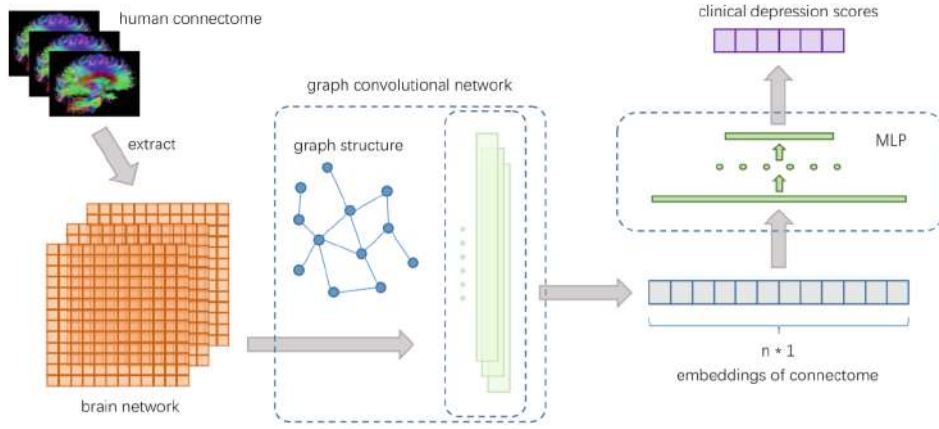 human connectome
extract
brain network
graph convolutional network
graph structure
n * 1
embeddings of connectome
MLP
clinical depression scores